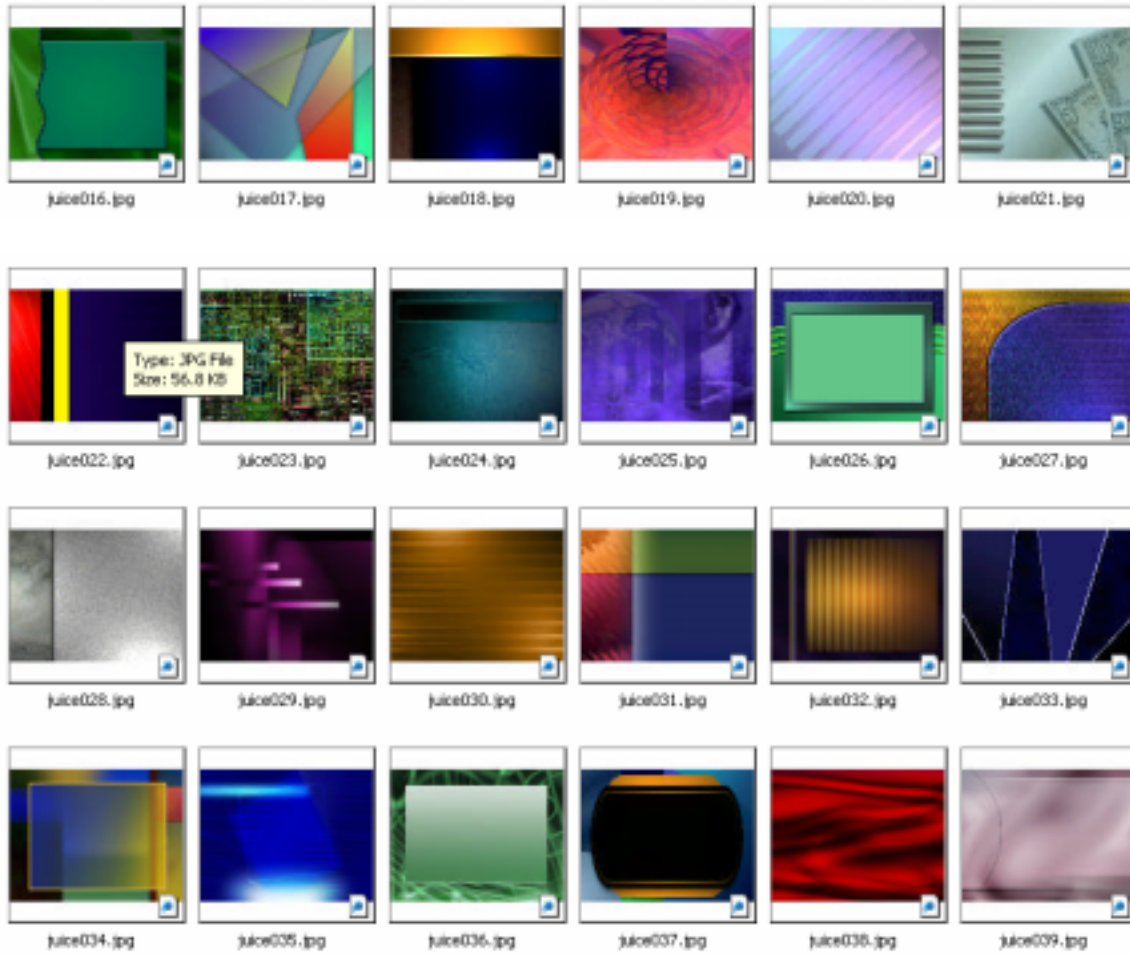 juice016.jpg
juice017.jpg
juice018.jpg
juice019.jpg
juice020.jpg
juice021.jpg
Type: JPG File
Size: 56.8 KB
juice022.jpg
juice023.jpg
juice024.jpg
juice025.jpg
juice026.jpg
juice027.jpg
juice028.jpg
juice029.jpg
juice030.jpg
juice031.jpg
juice032.jpg
juice033.jpg
juice034.jpg
juice035.jpg
juice036.jpg
juice037.jpg
juice038.jpg
juice039.jpg